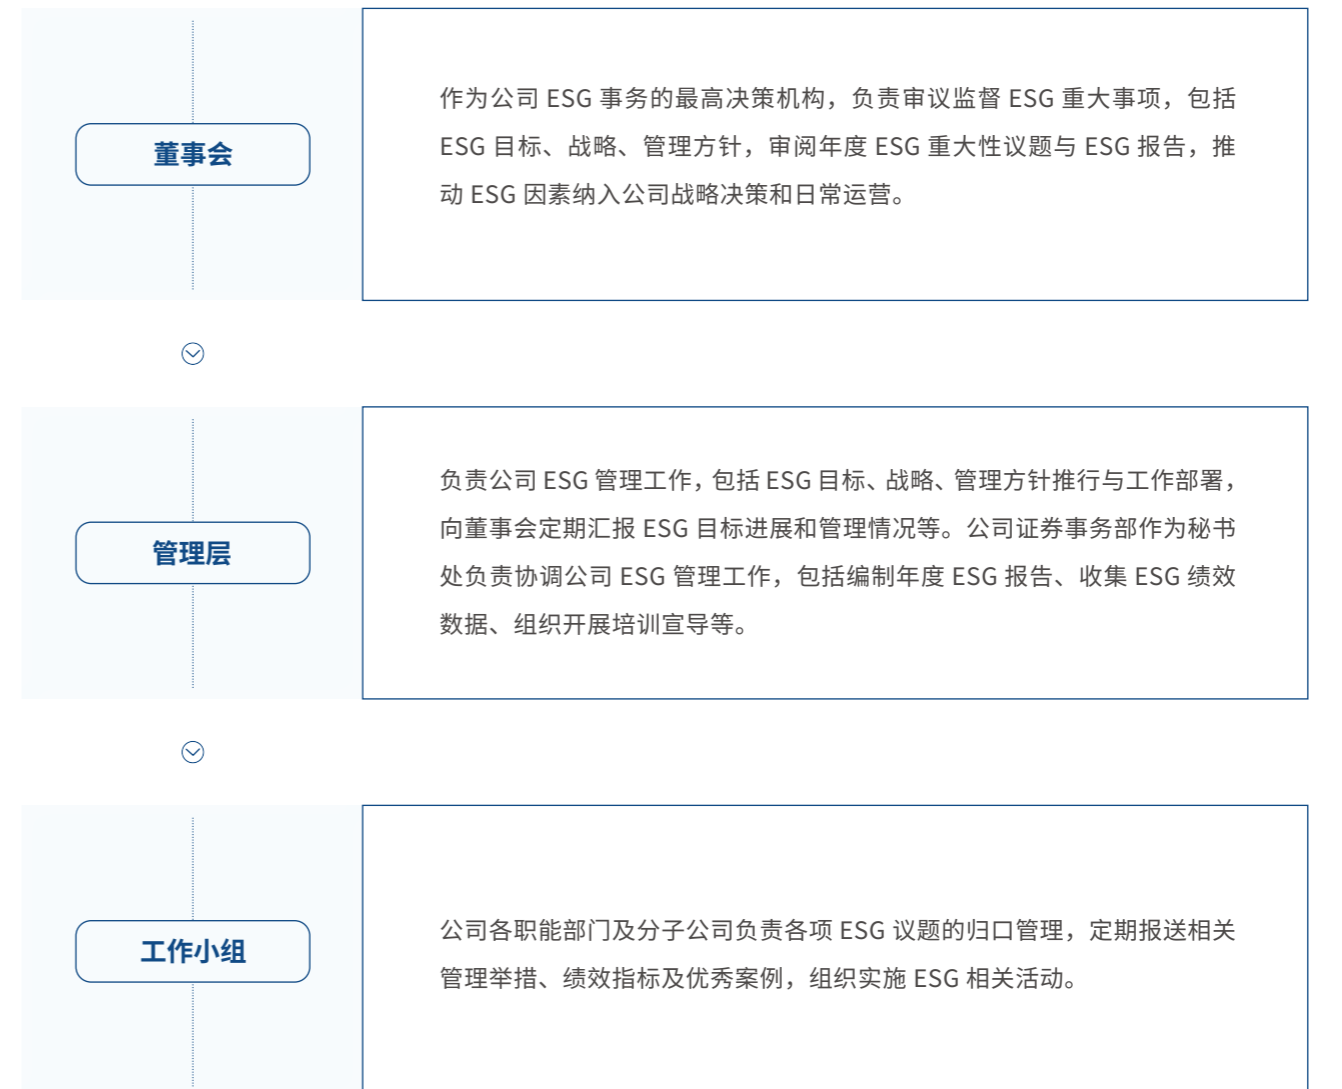 董事会
作为公司 ESG 事务的最高决策机构，负责审议监督 ESG 重大事项，包括
ESG 目标、战略、管理方针，审阅年度 ESG 重大性议题与 ESG 报告，推
动 ESG 因素纳入公司战略决策和日常运营。
管理层
负责公司 ESG 管理工作，包括 ESG 目标、战略、管理方针推行与工作部署，
向董事会定期汇报 ESG 目标进展和管理情况等。公司证券事务部作为秘书
处负责协调公司 ESG 管理工作，包括编制年度 ESG 报告、收集 ESG 绩效
数据、组织开展培训宣导等。
工作小组
公司各职能部门及分子公司负责各项 ESG 议题的归口管理，定期报送相关
管理举措、绩效指标及优秀案例，组织实施 ESG 相关活动。